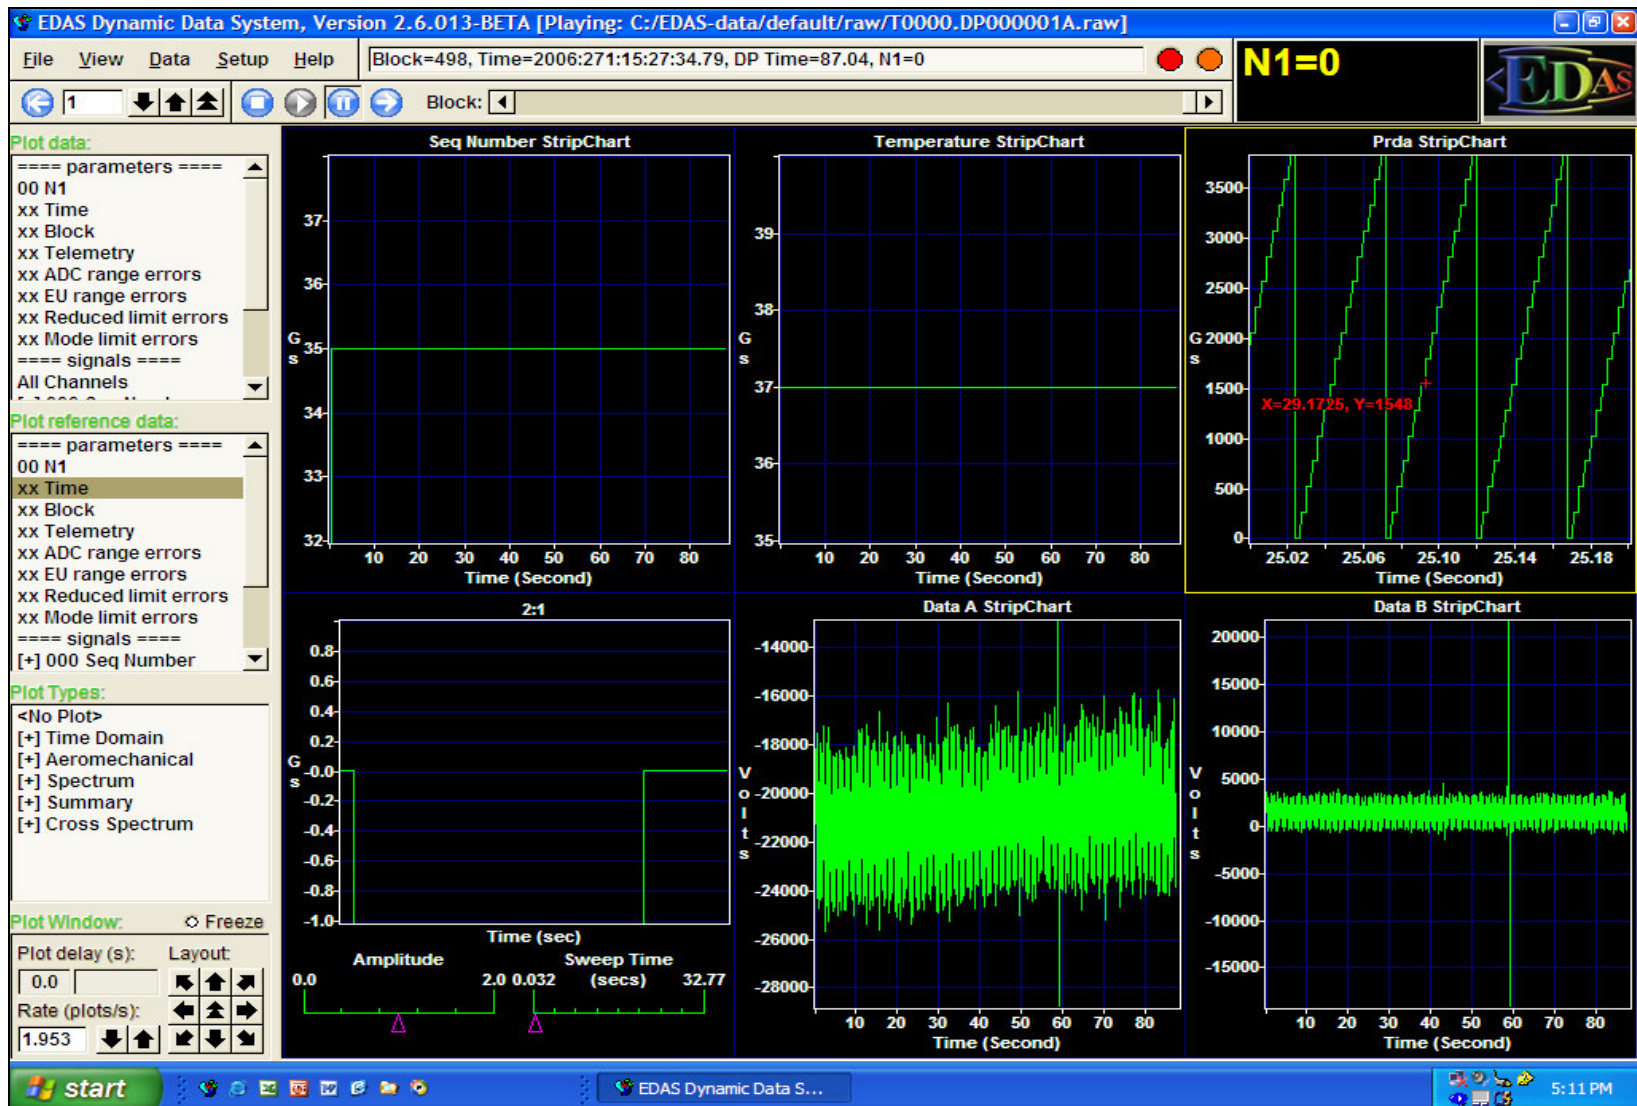 EDAS Dynamic Data System, Version 2.6.013-BETA [Playing: C:/EDAS-data/default/raw/T0000.DP000001A.raw]
File View Data Setup Help
Block=498, Time=2006:271:15:27:34.79, DP Time=87.04, N1=0
N1=0
EDAS
1
Block:
Plot data:
==== parameters ====
00 N1
xx Time
xx Block
xx Telemetry
xx ADC range errors
xx EU range errors
xx Reduced limit errors
xx Mode limit errors
==== signals ====
All Channels
Plot reference data:
==== parameters ====
00 N1
xx Time
xx Block
xx Telemetry
xx ADC range errors
xx EU range errors
xx Reduced limit errors
xx Mode limit errors
==== signals ====
[+] 000 Seq Number
Plot Types:
<No Plot>
[+] Time Domain
[+] Aeromechanical
[+] Spectrum
[+] Summary
[+] Cross Spectrum
Plot Window:
Freeze
Plot delay (s):
Layout:
0.0
Rate (plots/s):
1.953
Seq Number StripChart
37
36
35
34
33
32
Gs
10 20 30 40 50 60 70 80
Time (Second)
Temperature StripChart
39
38
37
36
35
Gs
10 20 30 40 50 60 70 80
Time (Second)
Prda StripChart
3500
3000
2500
2000
1500
1000
500
0
Gs
X=29.1725, Y=1548
25.02 25.06 25.10 25.14 25.18
Time (Second)
2:1
0.8
0.6
0.4
0.2
-0.0
-0.2
-0.4
-0.6
-0.8
-1.0
Gs
Time (sec)
Amplitude
0.0 2.0
Sweep Time
(secs)
0.032 32.77
Data A StripChart
-14000
-16000
-18000
-20000
-22000
-24000
-26000
-28000
Volts
10 20 30 40 50 60 70 80
Time (Second)
Data B StripChart
20000
15000
10000
5000
0
-5000
-10000
-15000
Volts
10 20 30 40 50 60 70 80
Time (Second)
start
EDAS Dynamic Data S...
5:11 PM